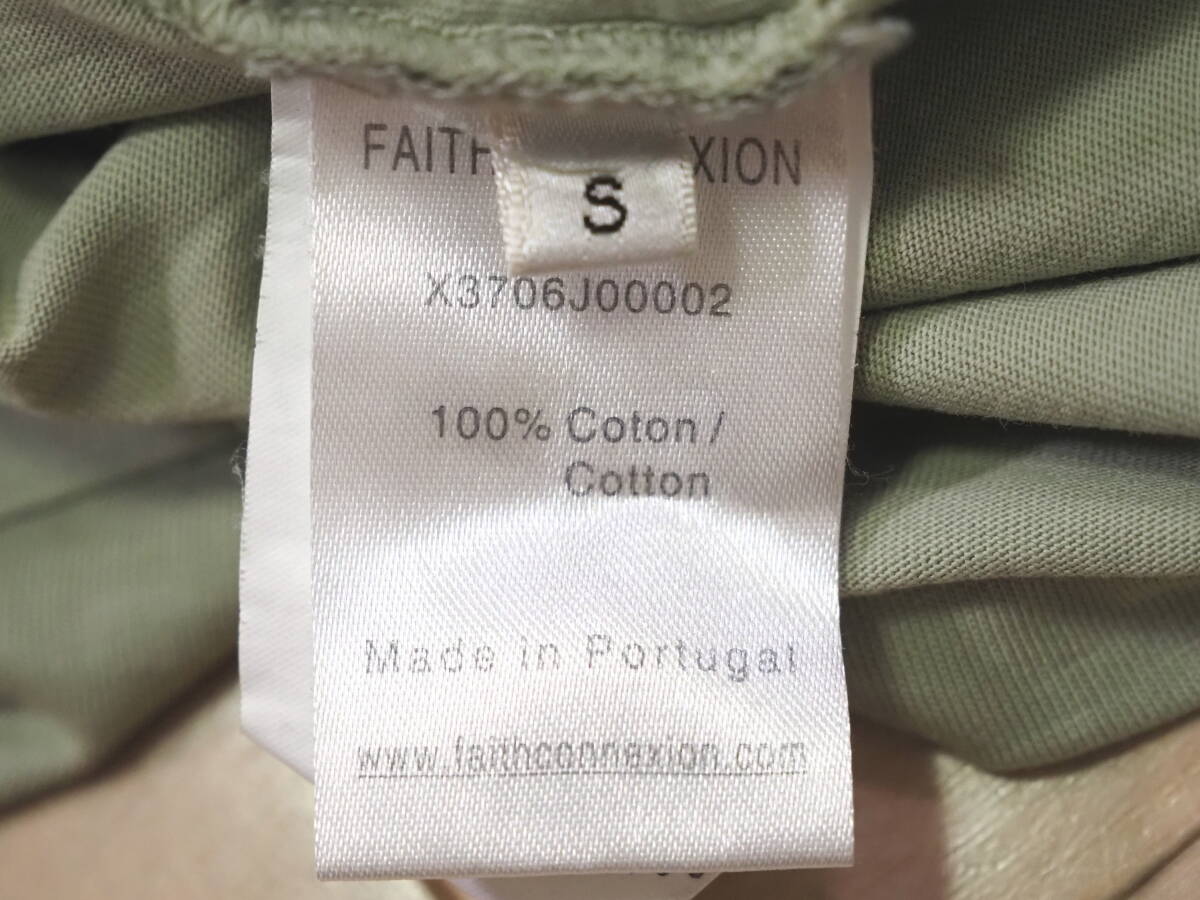 FAITH XION
S
X3706J00002
100% Coton /
Cotton
Made in Portugal
www.faithconnexion.com